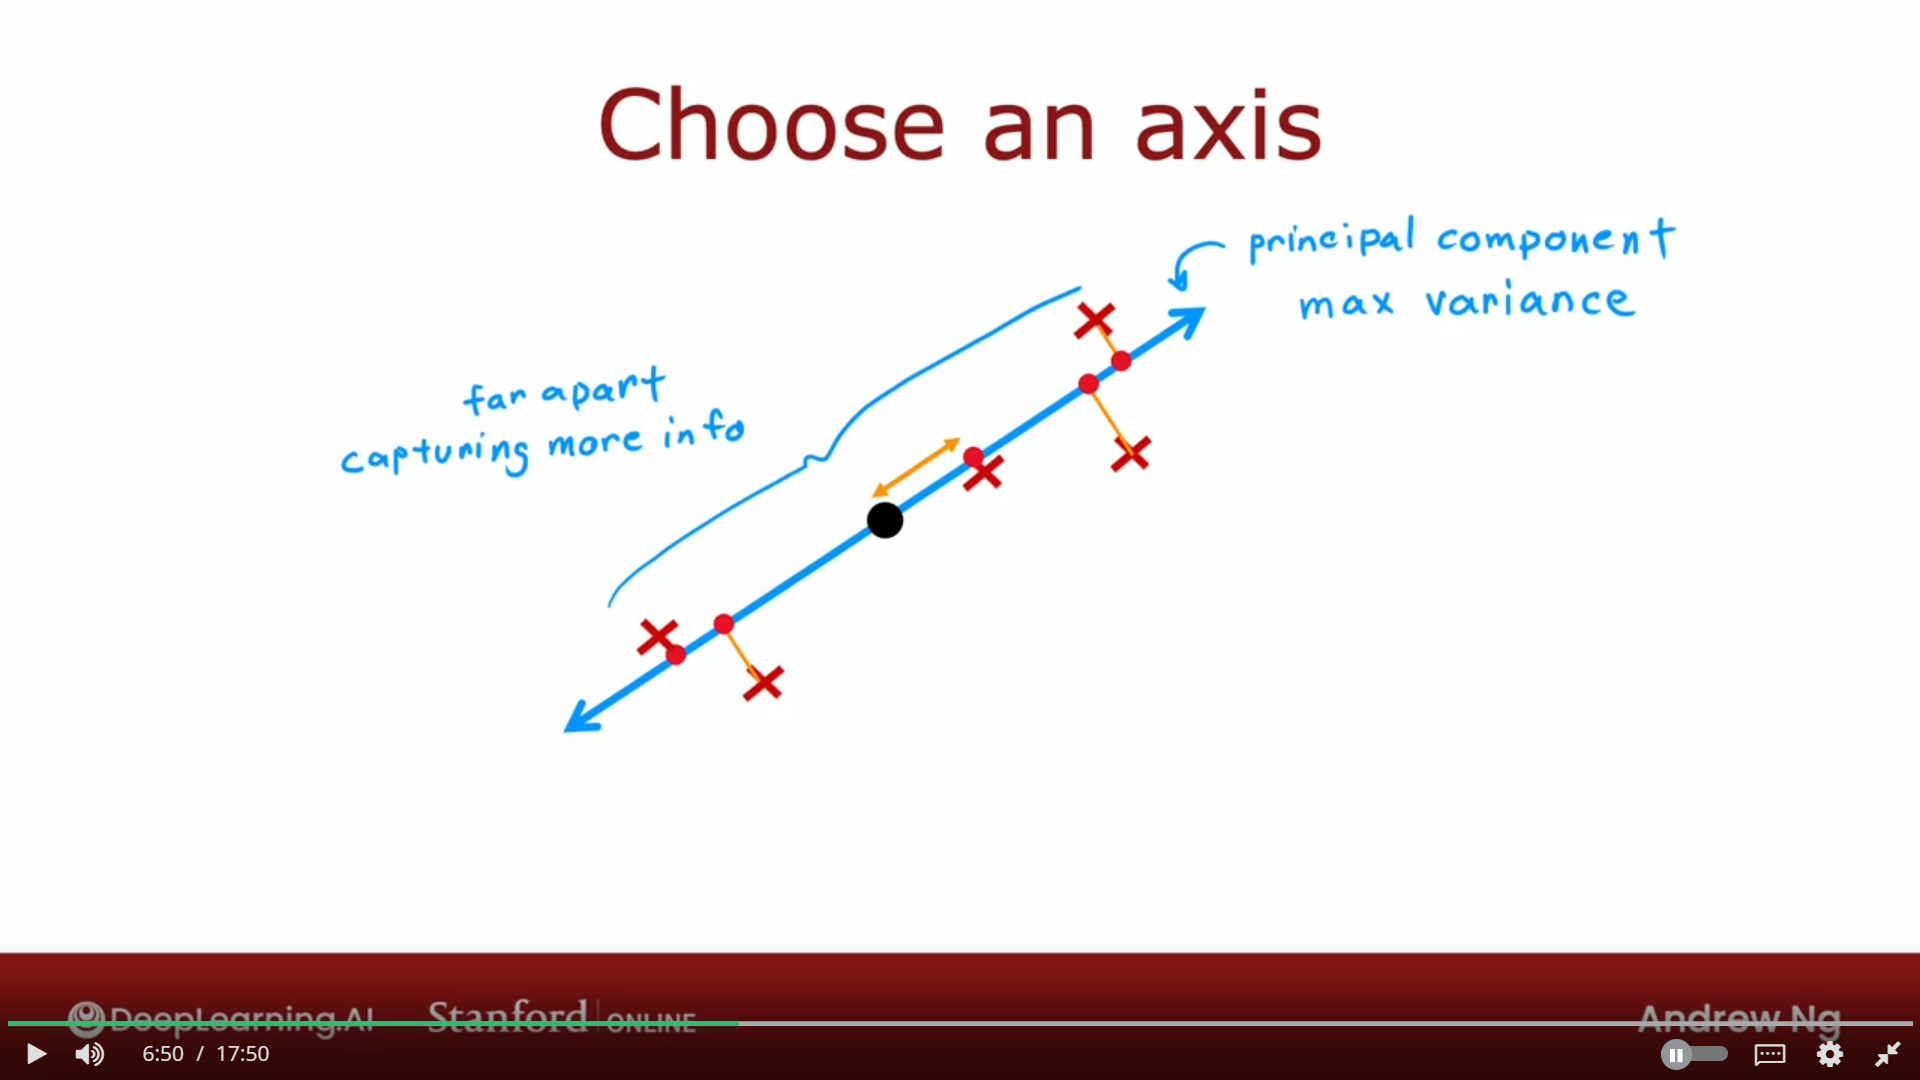 Choose an axis
principal component
max variance
far apart
capturing more info
DeepLearning.AI
Stanford | ONLINE
Andrew Ng
6:50 / 17:50